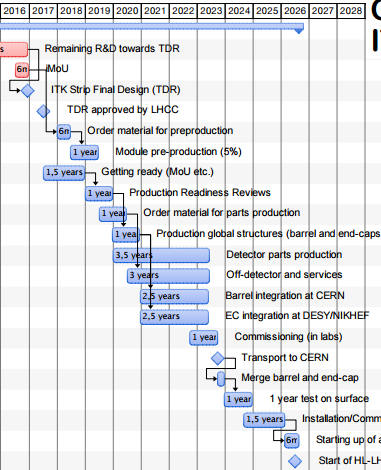 2016 2017 2018 2019 2020 2021 2022 2023 2024 2025 2026 2027 2028
s Remaining R&D towards TDR
6m iMoU
ITK Strip Final Design (TDR)
TDR approved by LHCC
6m Order material for preproduction
1 year Module pre-production (5%)
1,5 years Getting ready (MoU etc.)
1 year Production Readiness Reviews
1 year Order material for parts production
1 year Production global structures (barrel and end-caps
3,5 years Detector parts production
3 years Off-detector and services
2,5 years Barrel integration at CERN
2,5 years EC integration at DESY/NIKHEF
1 year Commissioning (in labs)
Transport to CERN
Merge barrel and end-cap
1 year 1 year test on surface
1,5 years Installation/Comm
6m Starting up of a
Start of HL-LH